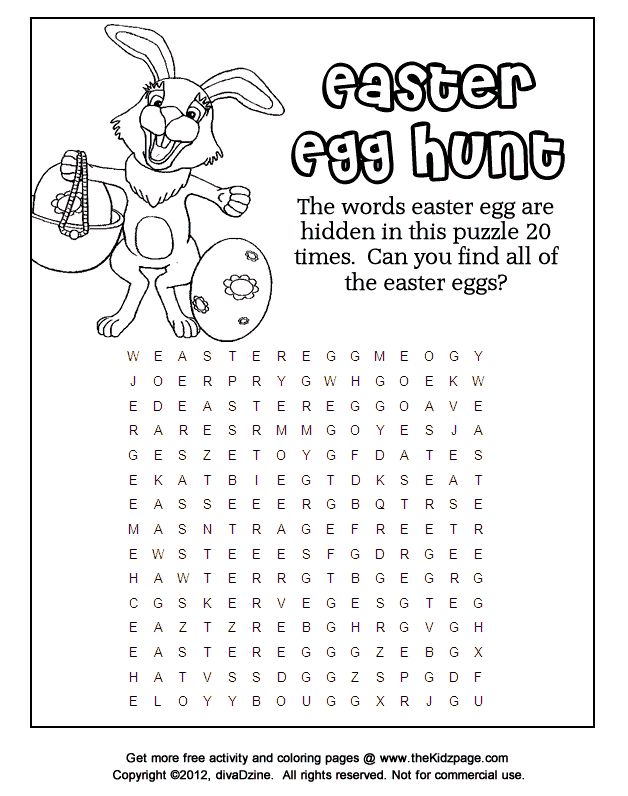 easter
egg hunt
The words easter egg are
hidden in this puzzle 20
times. Can you find all of
the easter eggs?
W E A S T E R E G G M E O G Y
J O E R P R Y G W H G O E K W
E D E A S T E R E G G O A V E
R A R E S R M M G O Y E S J A
G E S Z E T O Y G F D A T E S
E K A T B I E G T D K S E A T
E A S S E E E R G B Q T R S E
M A S N T R A G E F R E E T R
E W S T E E E S F G D R G E E
H A W T E R R G T B G E G R G
C G S K E R V E G E S G T E G
E A Z T Z R E B G H R G V G H
E A S T E R E G G G Z E B G X
H A T V S S D G G Z S P G D F
E L O Y Y B O U G G X R J G U
Get more free activity and coloring pages @ www.theKidzpage.com
Copyright ©2012, divaDzine. All rights reserved. Not for commercial use.